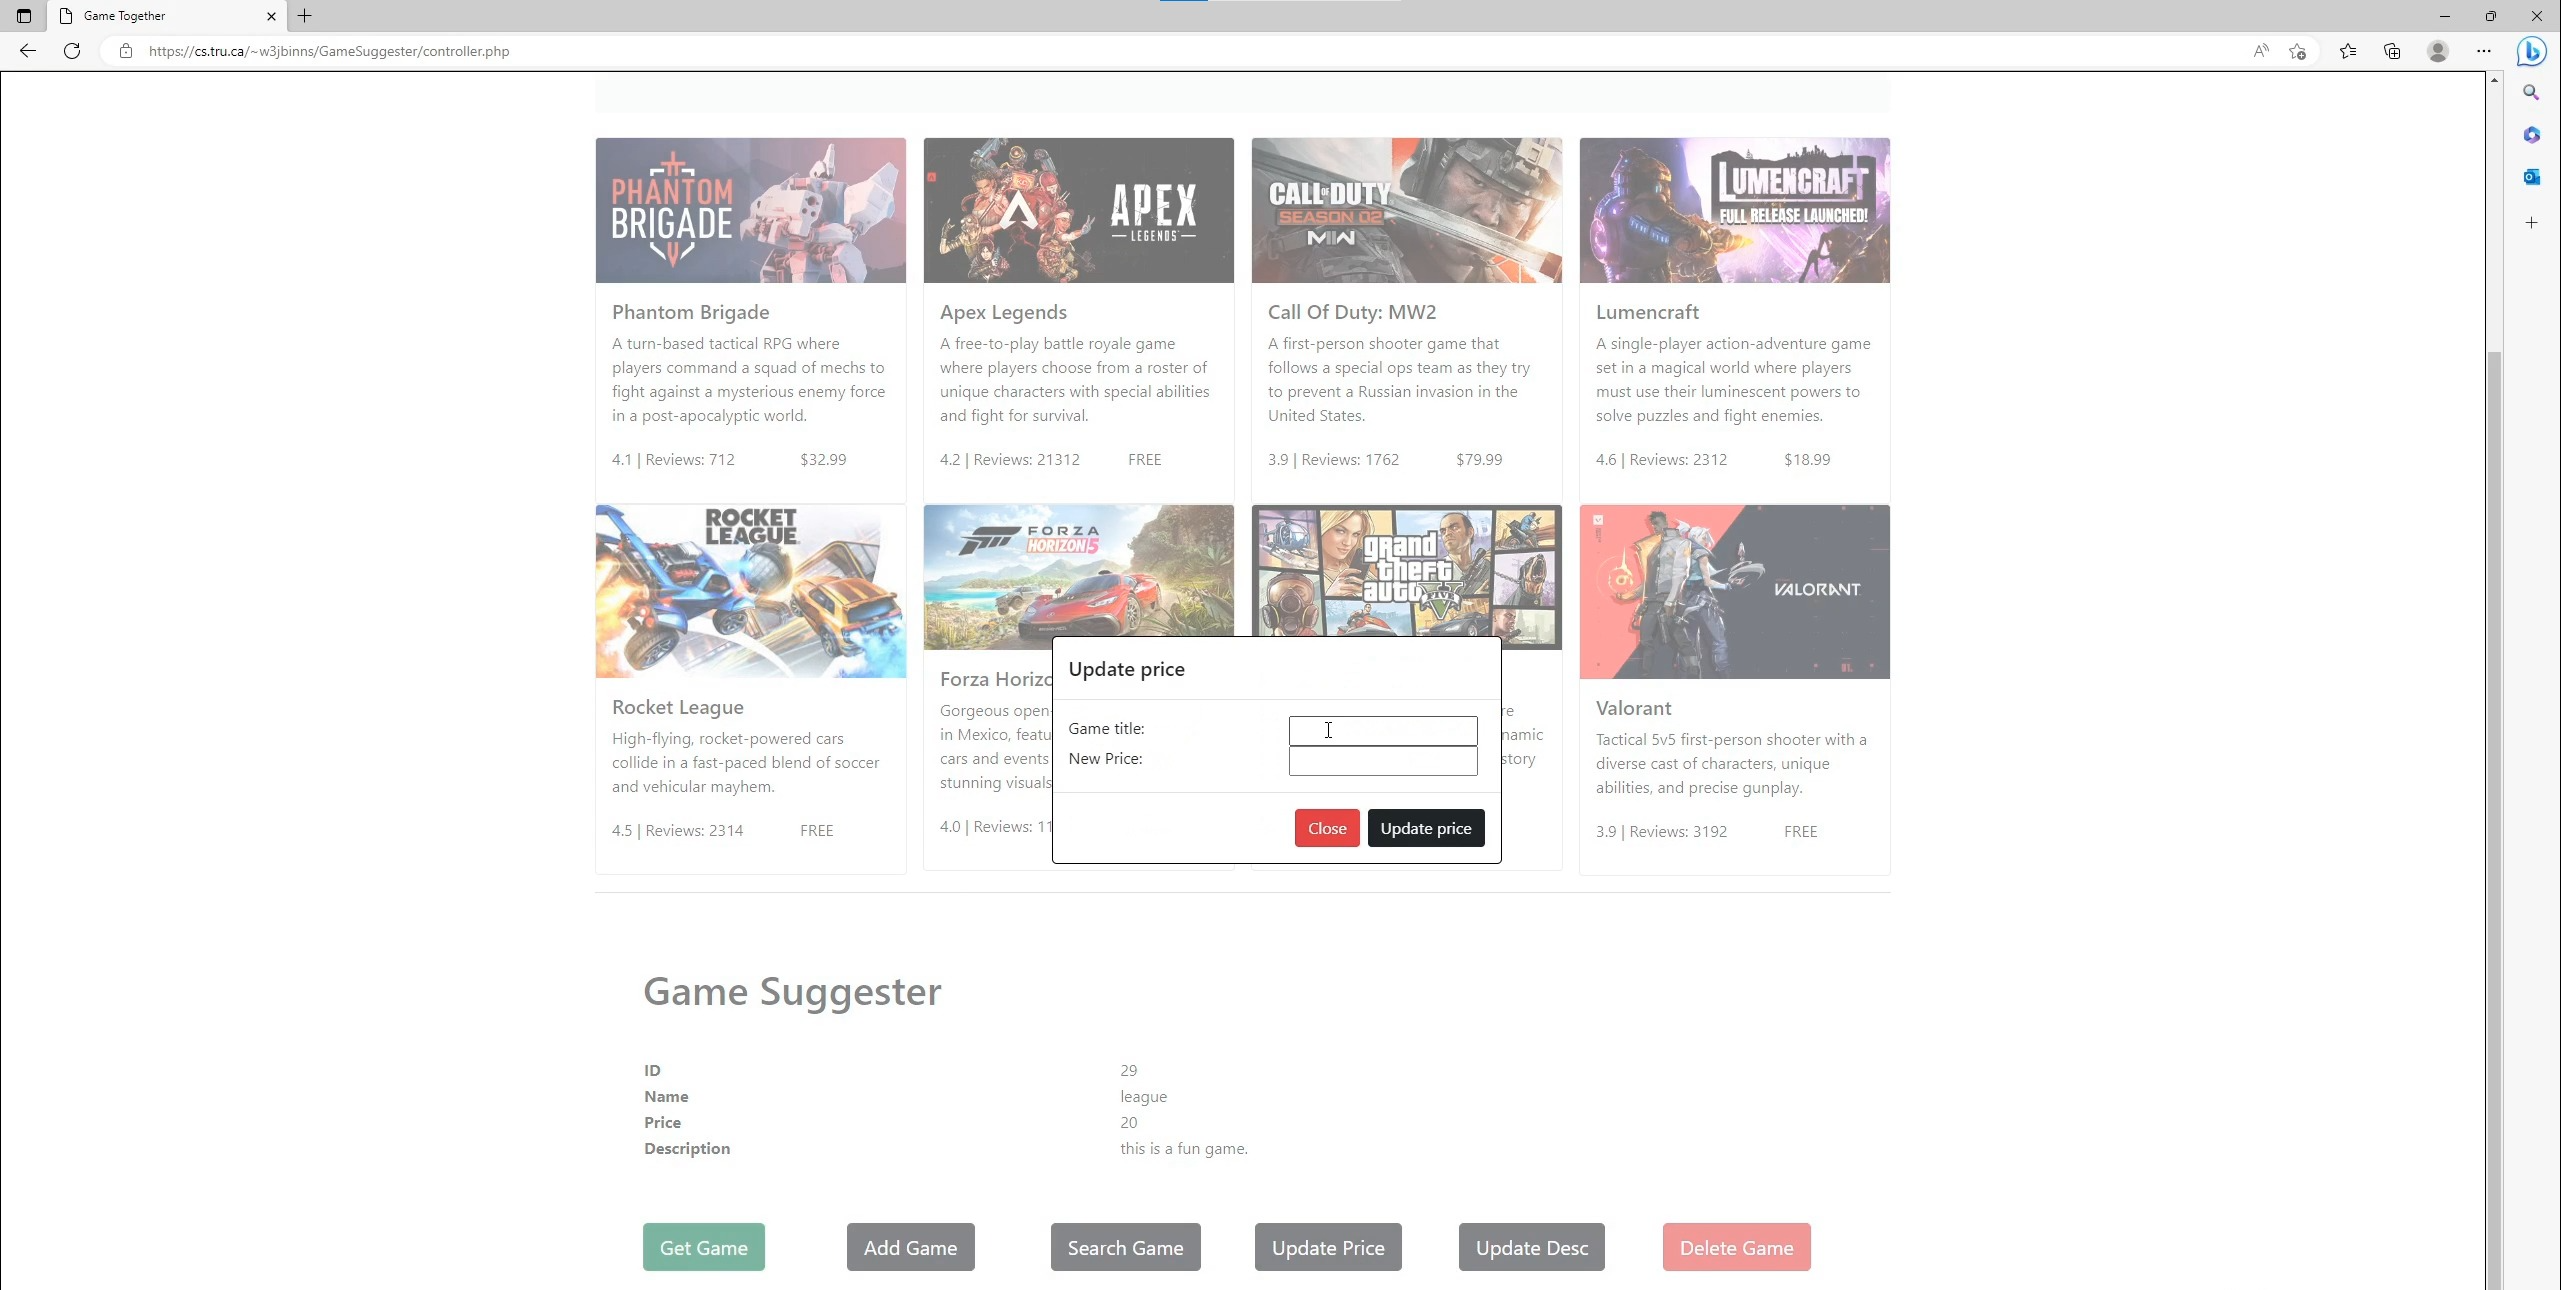 Game Together
https://cs.tru.ca/~w3jbinns/GameSuggester/controller.php
PHANTOM
BRIGADE
APEX
LEGENDS
CALL OF DUTY
SEASON 02
MW
LUMENCRAFT
FULL RELEASE LAUNCHED!
Phantom Brigade
A turn-based tactical RPG where
players command a squad of mechs to
fight against a mysterious enemy force
in a post-apocalyptic world.
4.1 | Reviews: 712 $32.99
Apex Legends
A free-to-play battle royale game
where players choose from a roster of
unique characters with special abilities
and fight for survival.
4.2 | Reviews: 21312 FREE
Call Of Duty: MW2
A first-person shooter game that
follows a special ops team as they try
to prevent a Russian invasion in the
United States.
3.9 | Reviews: 1762 $79.99
Lumencraft
A single-player action-adventure game
set in a magical world where players
must use their luminescent powers to
solve puzzles and fight enemies.
4.6 | Reviews: 2312 $18.99
ROCKET
LEAGUE
FORZA
HORIZON 5
grand
theft
auto
FIVE
VALORANT
Rocket League
High-flying, rocket-powered cars
collide in a fast-paced blend of soccer
and vehicular mayhem.
4.5 | Reviews: 2314 FREE
Forza Horizo
Gorgeous open-
in Mexico, featu
cars and events
stunning visuals
4.0 | Reviews: 11
re
namic
story
Valorant
Tactical 5v5 first-person shooter with a
diverse cast of characters, unique
abilities, and precise gunplay.
3.9 | Reviews: 3192 FREE
Update price
Game title:
New Price:
Close Update price
Game Suggester
ID 29
Name league
Price 20
Description this is a fun game.
Get Game Add Game Search Game Update Price Update Desc Delete Game